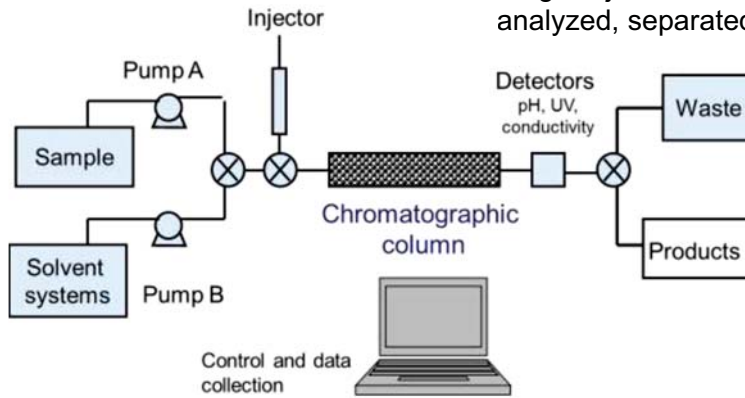 analyzed, separated
Injector
Pump A
Detectors
pH, UV,
conductivity
Waste
Sample
Chromatographic
column
Products
Solvent
systems
Pump B
Control and data
collection